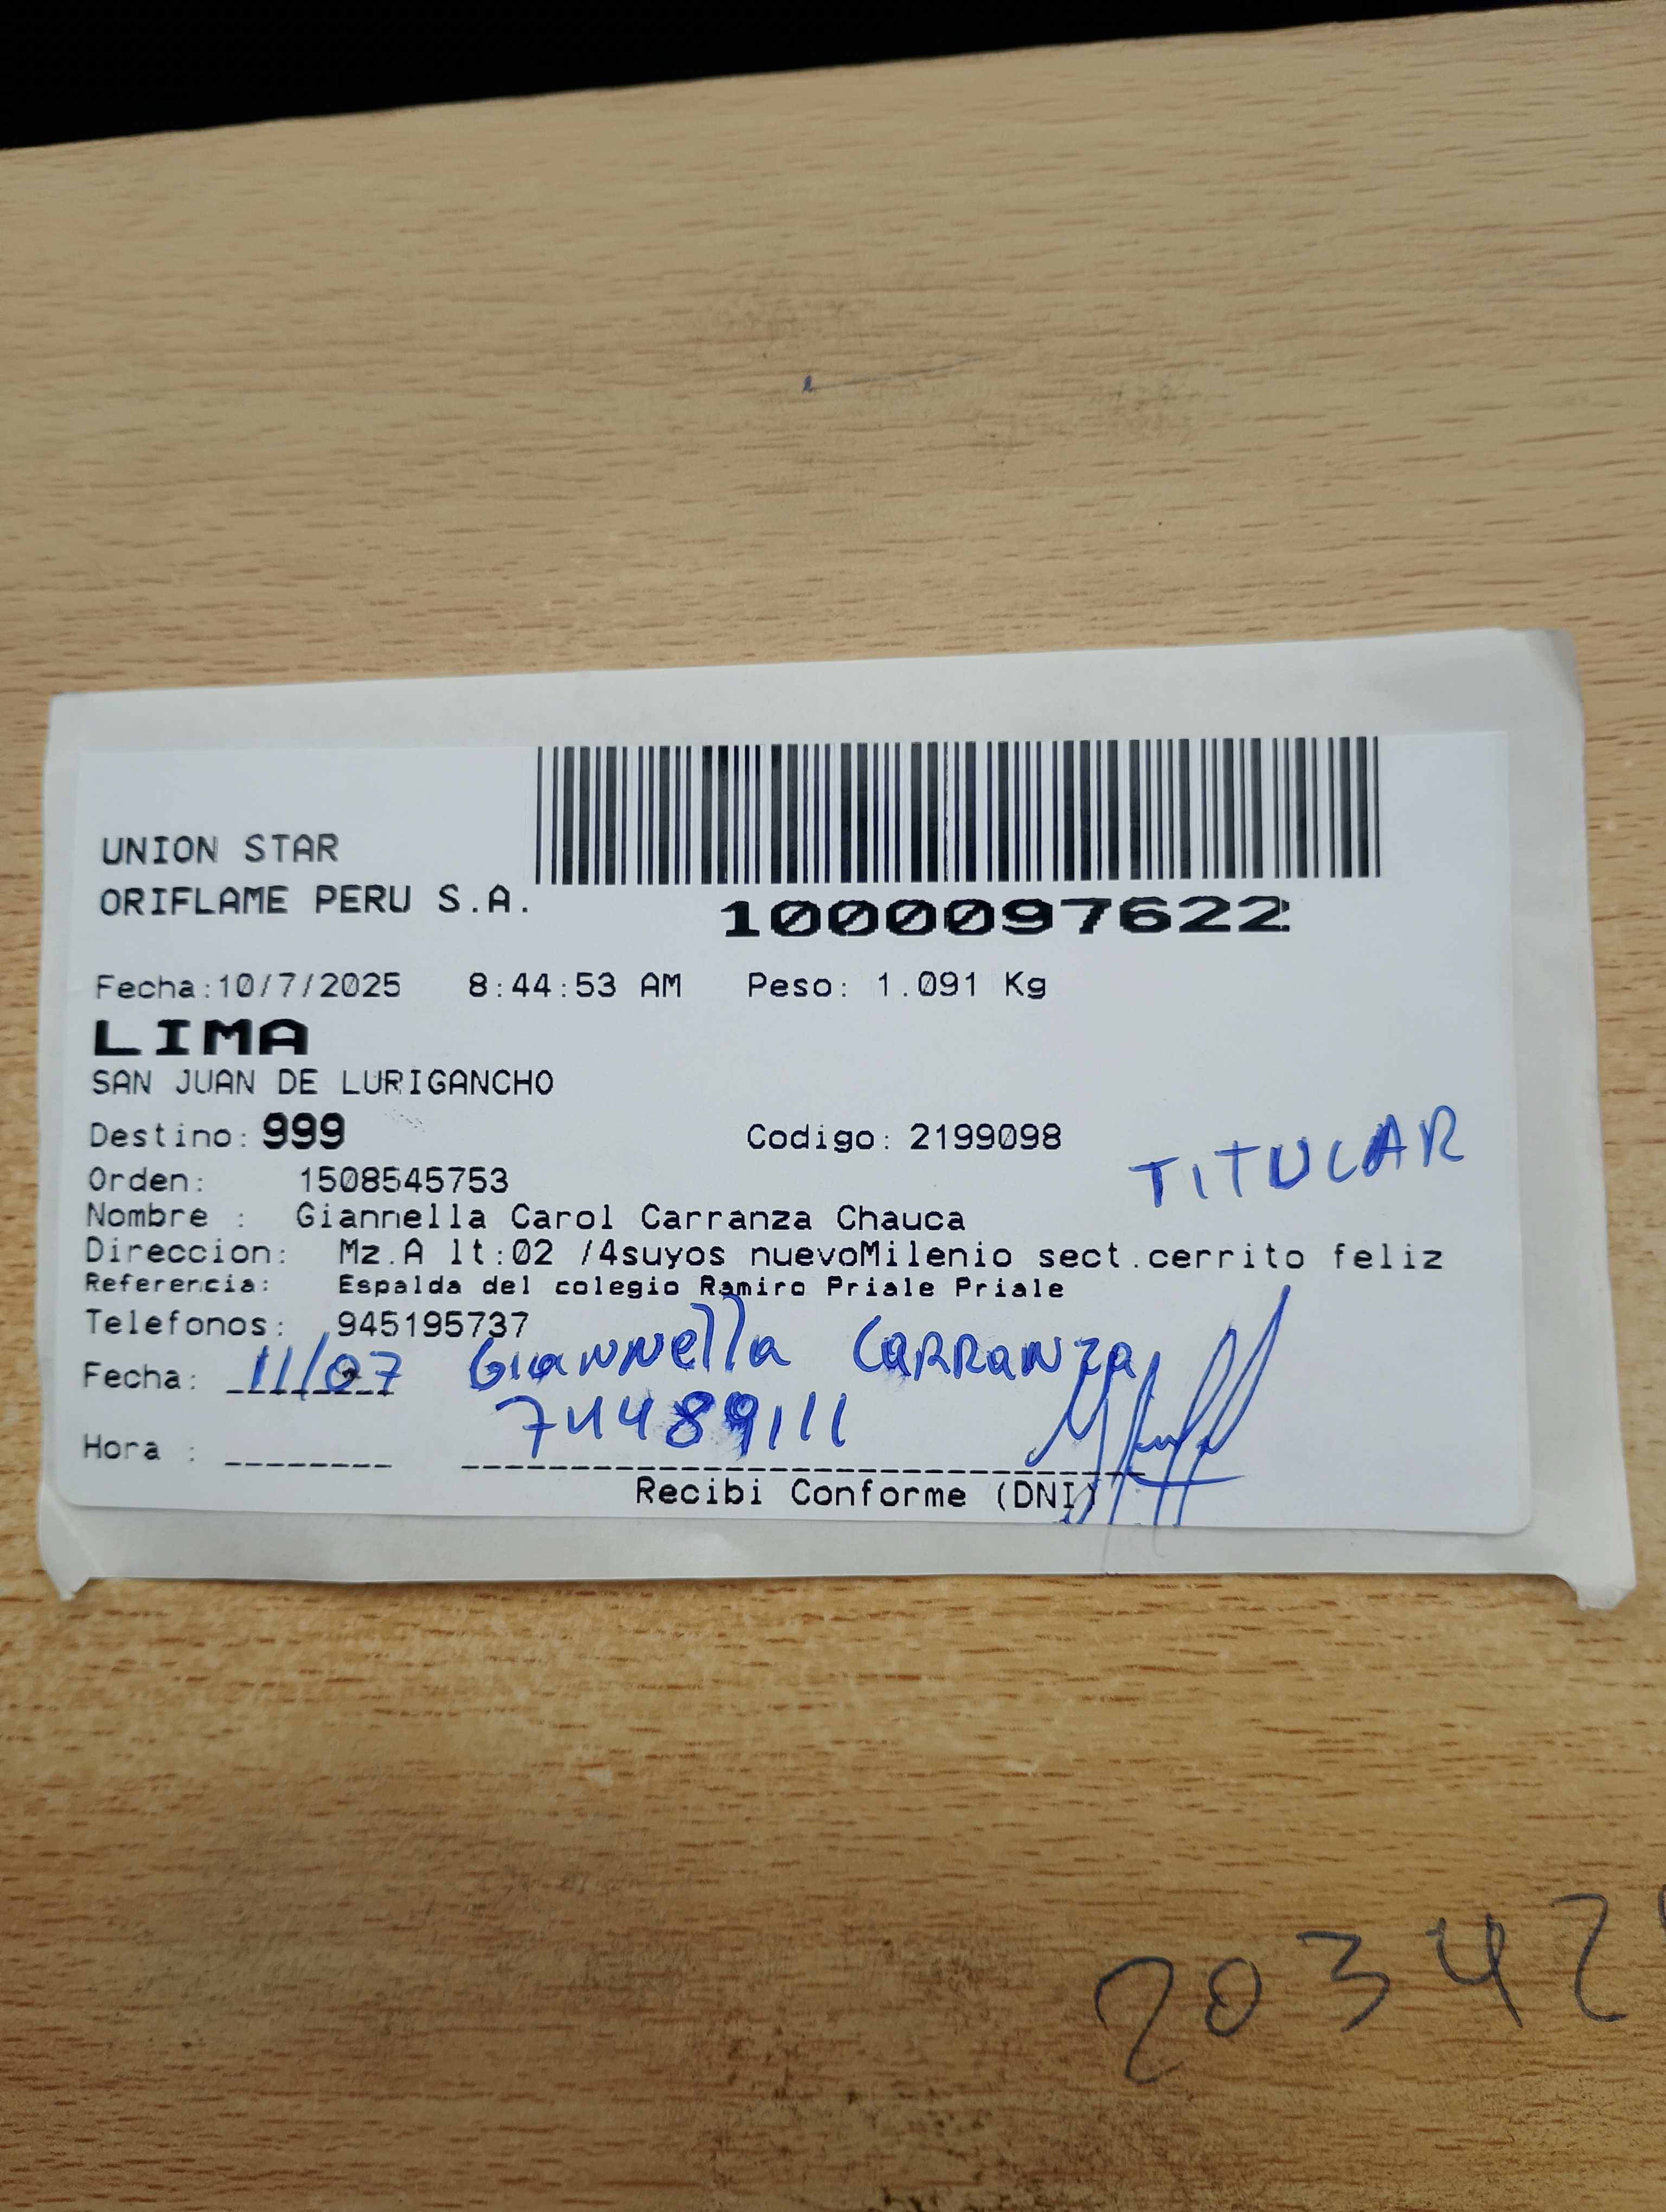 UNION STAR
ORIFLAME PERU S.A.
1000097622
Fecha:10/7/2025 8:44:53 AM Peso: 1.091 Kg
LIMA
SAN JUAN DE LURIGANCHO
Destino: 999 Codigo: 2199098
TITULAR
Orden: 1508545753
Nombre : Giannella Carol Carranza Chauca
Direccion: Mz.A lt:02 /4suyos nuevoMilenio sect.cerrito feliz
Referencia: Espalda del colegio Ramiro Priale Priale
Telefonos: 945195737
Fecha: 11/07 Giannella Carranza
74489111
Hora :
Recibi Conforme (DNI)
20342